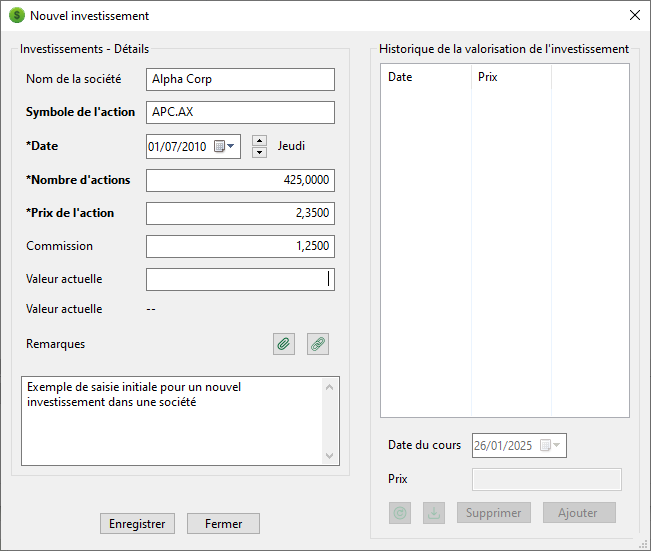 Nouvel investissement
Investissements - Détails
Nom de la société
Alpha Corp
Symbole de l'action
APC.AX
*Date
01/07/2010
Jeudi
*Nombre d'actions
425,0000
*Prix de l'action
2,3500
Commission
1,2500
Valeur actuelle
Valeur actuelle
--
Remarques
Exemple de saisie initiale pour un nouvel
investissement dans une société
Enregistrer
Fermer
Historique de la valorisation de l'investissement
Date
Prix
Date du cours
26/01/2025
Prix
Supprimer
Ajouter